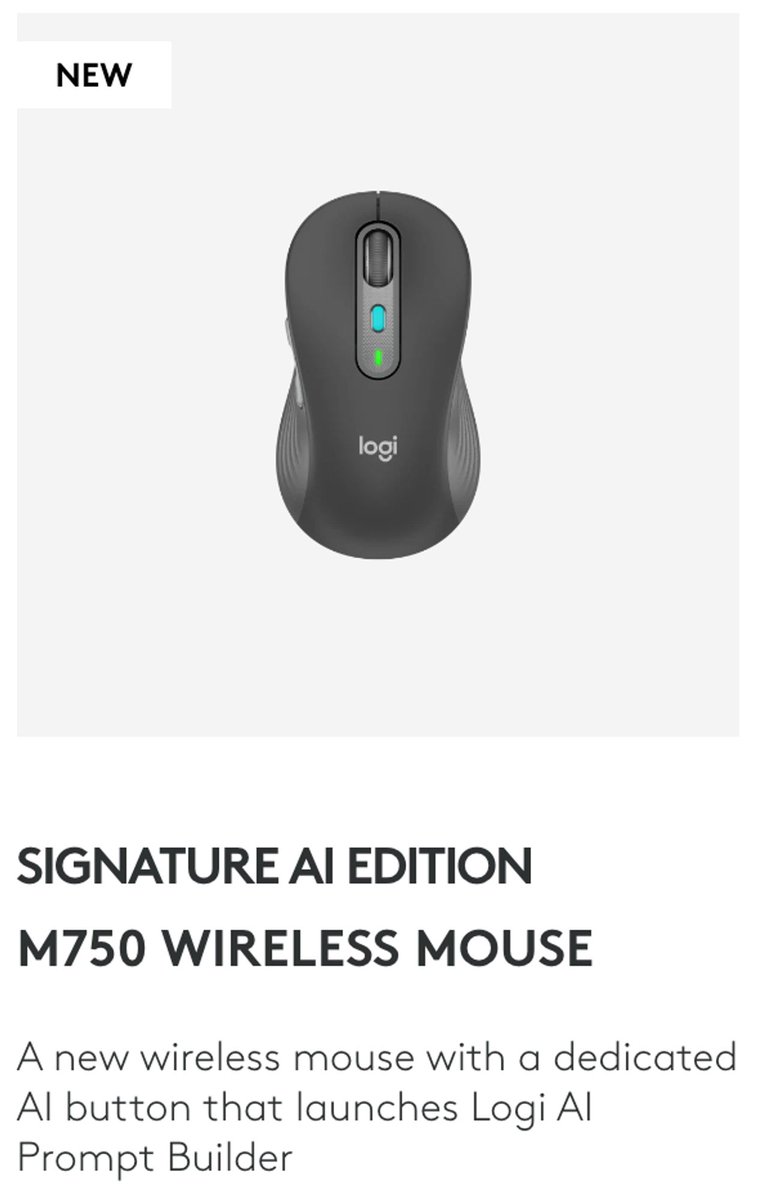 NEW
logi
SIGNATURE AI EDITION
M750 WIRELESS MOUSE
A new wireless mouse with a dedicated
AI button that launches Logi AI
Prompt Builder